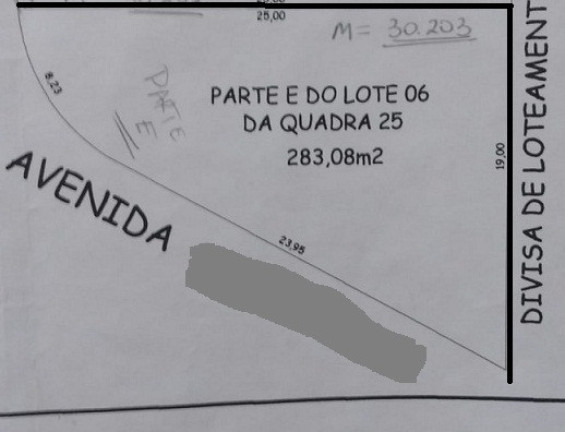 25,00
M = 30.203
8,23
PARTE
E
PARTE E DO LOTE 06
DA QUADRA 25
283,08m2
19,00
DIVISA DE LOTEAMENT
AVENIDA
23,95